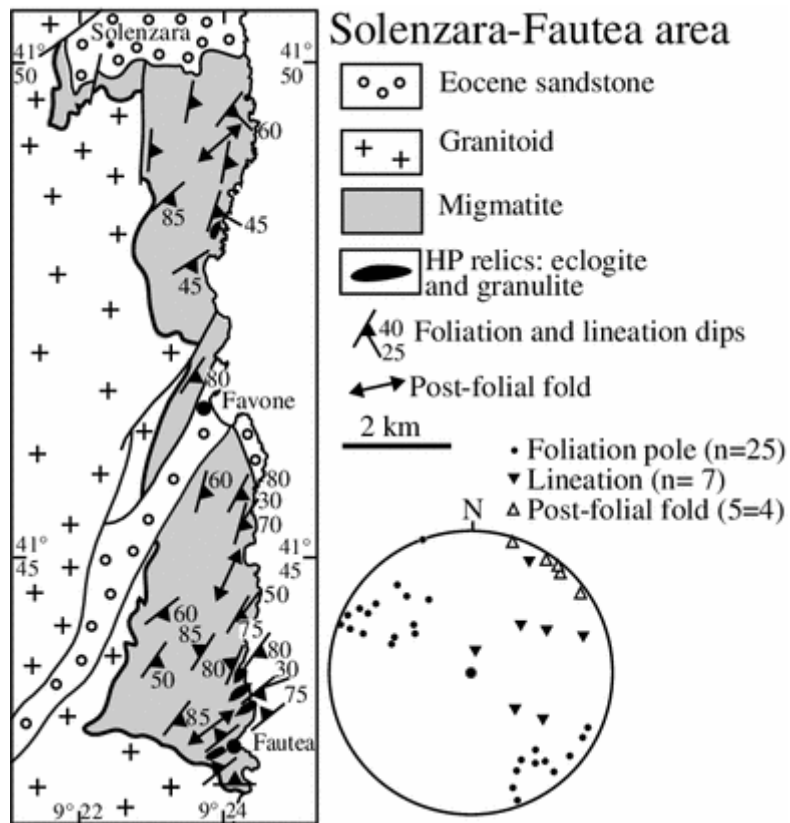 Solenzara-Fautea area
Solenzara
41°
50
41°
50
60
85
45
45
80
Favone
60
80
30
70
41°
45
41°
45
50
60
85
75
80
80
30
50
75
85
Fautea
9° 22
9° 24
Eocene sandstone
Granitoid
Migmatite
HP relics: eclogite
and granulite
40
25
Foliation and lineation dips
Post-folial fold
2 km
Foliation pole (n=25)
Lineation (n= 7)
Post-folial fold (5=4)
N